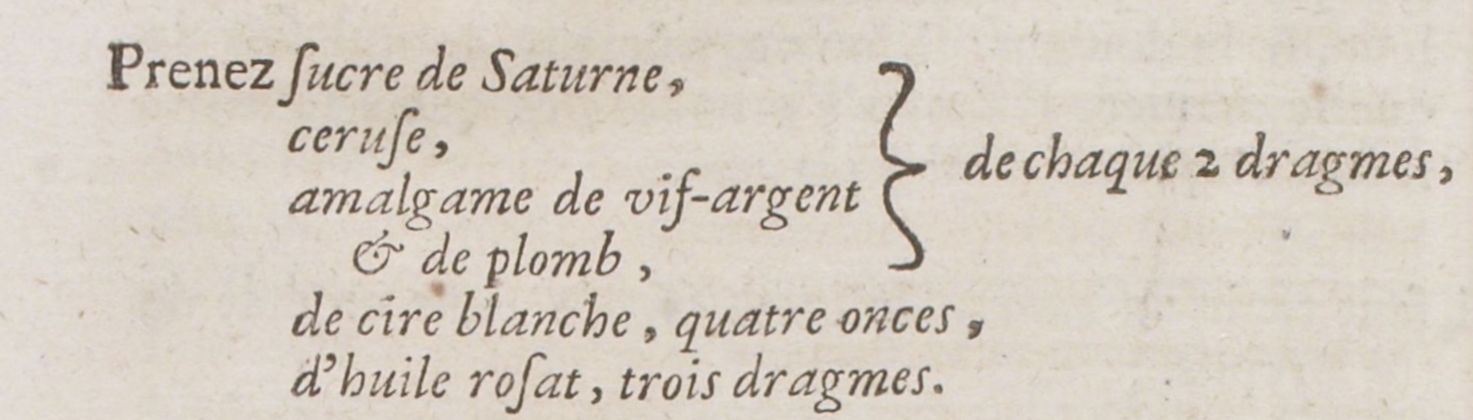 Prenez ſucre de Saturne,
ceruſe,
amalgame de vif-argent
& de plomb,
de chaque 2 dragmes,
de cire blanche, quatre onces,
d'huile roſat, trois dragmes.